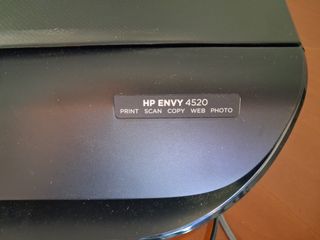 HP ENVY 4520
PRINT SCAN COPY WEB PHOTO